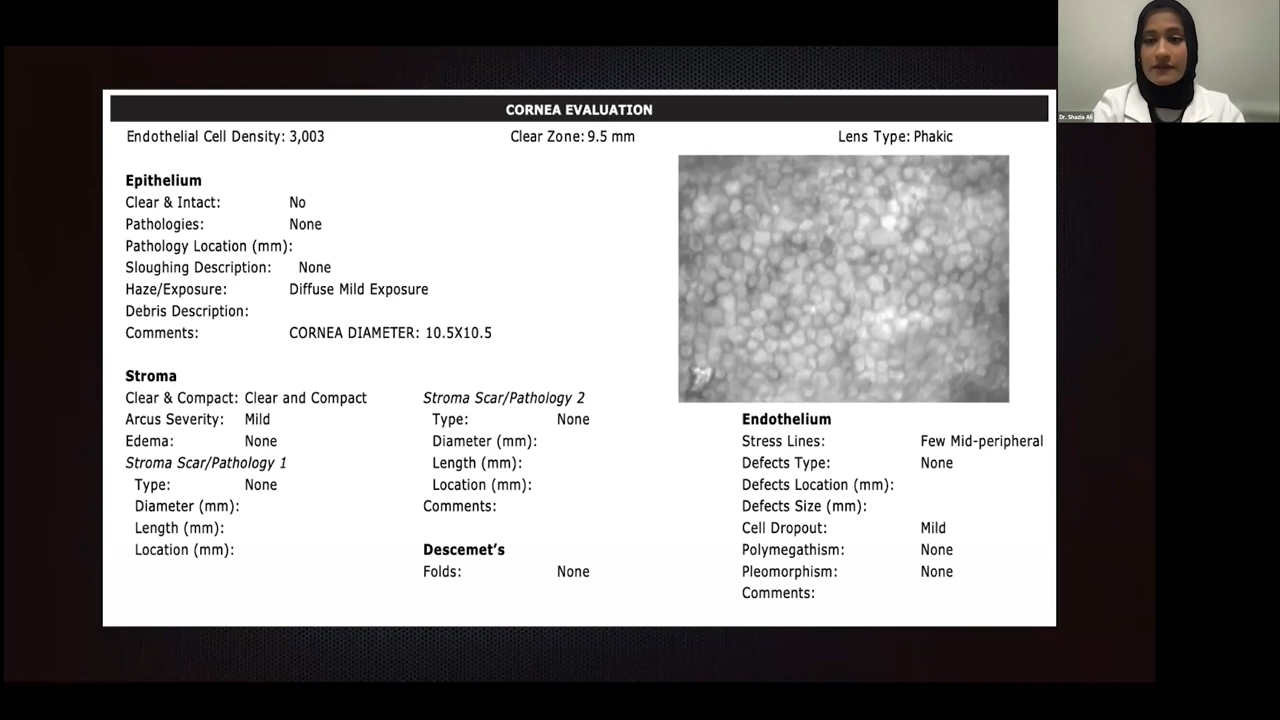 CORNEA EVALUATION
Endothelial Cell Density: 3,003 Clear Zone: 9.5 mm Lens Type: Phakic
Epithelium
Clear & Intact: No
Pathologies: None
Pathology Location (mm):
Sloughing Description: None
Haze/Exposure: Diffuse Mild Exposure
Debris Description:
Comments: CORNEA DIAMETER: 10.5X10.5
Stroma
Clear & Compact: Clear and Compact
Arcus Severity: Mild
Edema: None
Stroma Scar/Pathology 1
Type: None
Diameter (mm):
Length (mm):
Location (mm):
Stroma Scar/Pathology 2
Type: None
Diameter (mm):
Length (mm):
Location (mm):
Comments:
Descemet's
Folds: None
Endothelium
Stress Lines: Few Mid-peripheral
Defects Type: None
Defects Location (mm):
Defects Size (mm):
Cell Dropout: Mild
Polymegathism: None
Pleomorphism: None
Comments:
Dr. Shazia Ali